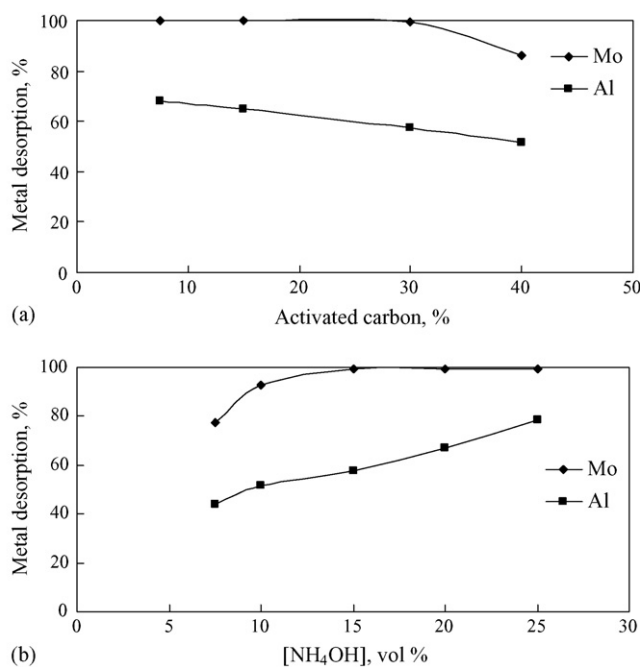 100
80
60
40
20
0
Metal desorption, %
Mo
Al
10 20 30 40 50
(a) Activated carbon, %
100
80
60
40
20
0
Metal desorption, %
Mo
Al
0 5 10 15 20 25 30
(b) [NH₄OH], vol %